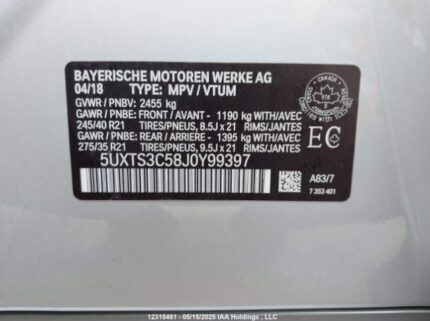 BAYERISCHE MOTOREN WERKE AG
04/18 TYPE: MPV / VTUM
GVWR / PNBV: 2455 kg
GAWR / PNBE: FRONT / AVANT - 1190 kg WITH/AVEC
245/40 R21 TIRES/PNEUS, 8.5J x 21 RIMS/JANTES
GAWR / PNBE: REAR / ARRIERE - 1395 kg WITH/AVEC
275/35 R21 TIRES/PNEUS, 9.5J x 21 RIMS/JANTES
5UXTS3C58J0Y99397
CANADA
EC
A83/7
7 353 401
12315481 - 05/15/2025 IAA Holdings , LLC